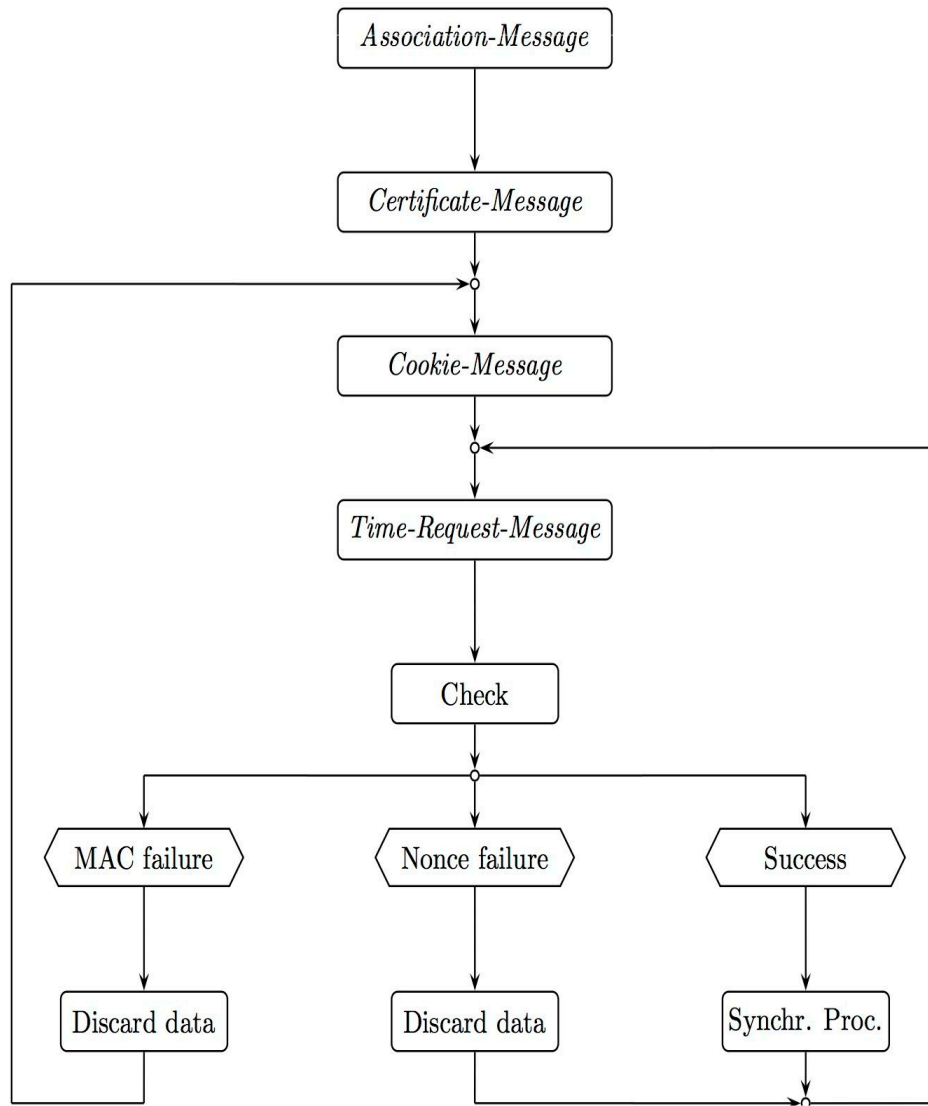 Association-Message
Certificate-Message
Cookie-Message
Time-Request-Message
Check
MAC failure
Nonce failure
Success
Discard data
Discard data
Synchr. Proc.